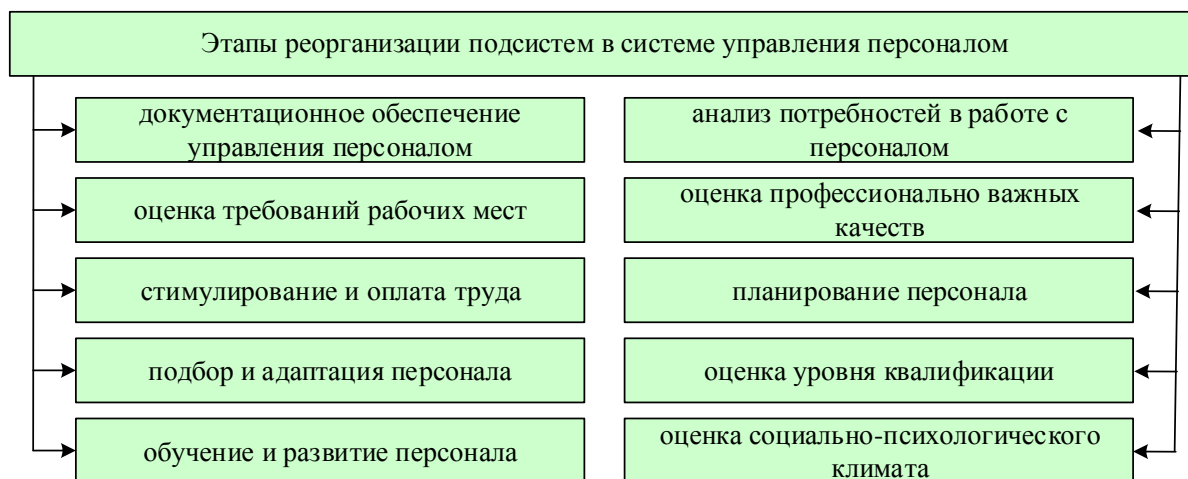 Этапы реорганизации подсистем в системе управления персоналом
документационное обеспечение
управления персоналом
оценка требований рабочих мест
стимулирование и оплата труда
подбор и адаптация персонала
обучение и развитие персонала
анализ потребностей в работе с
персоналом
оценка профессионально важных
качеств
планирование персонала
оценка уровня квалификации
оценка социально-психологического
климата